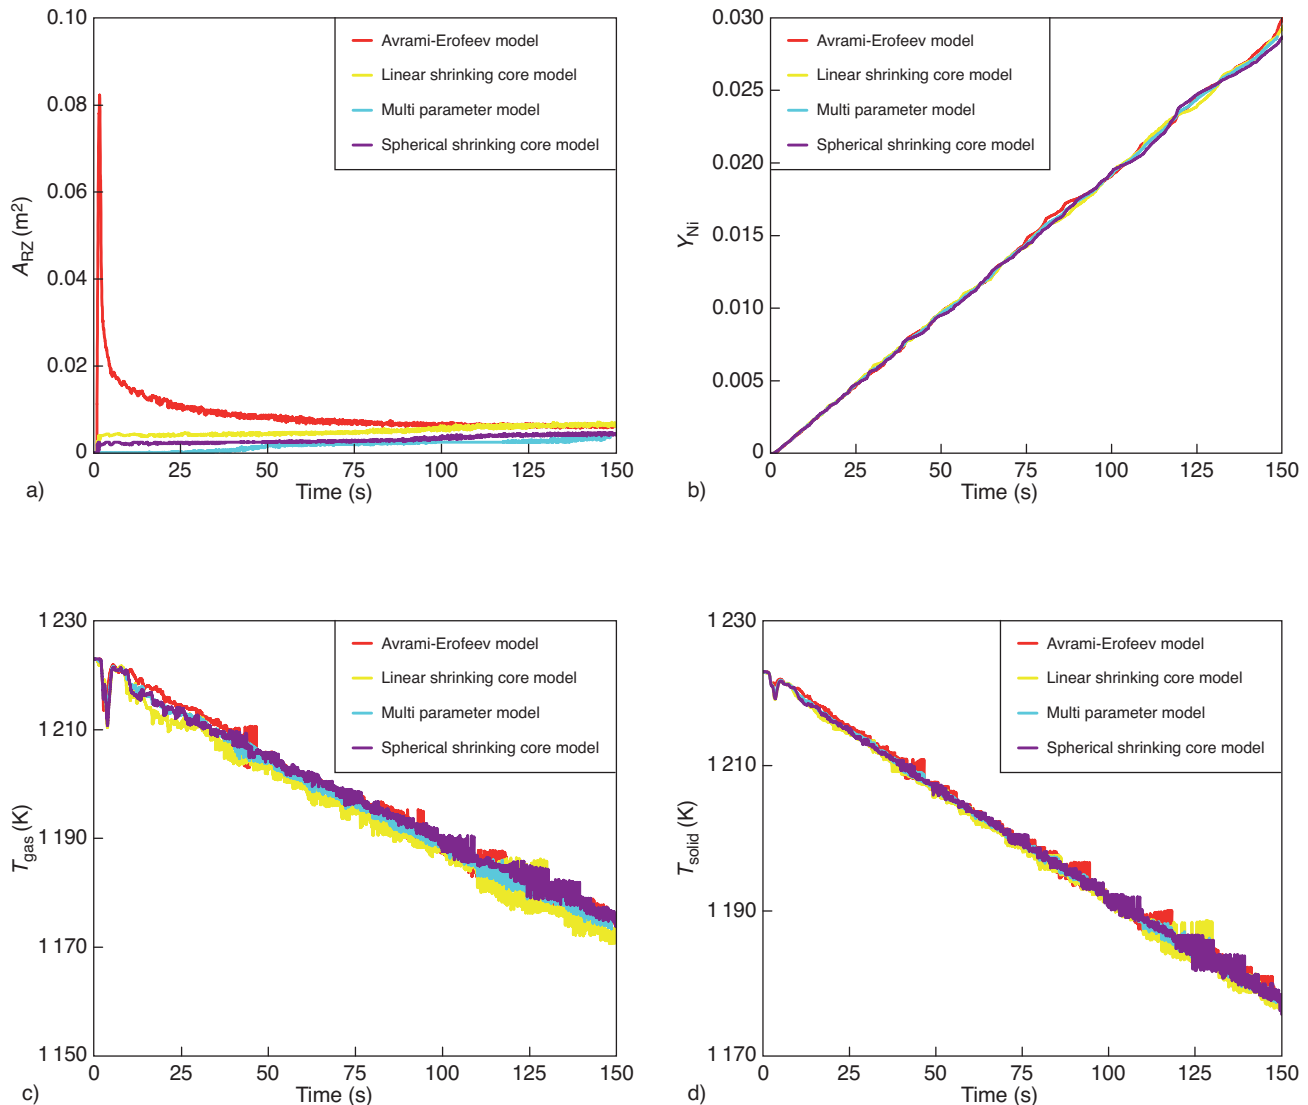 0.10
0.08
0.06
0.04
0.02
0
A_RZ (m²)
Avrami-Erofeev model
Linear shrinking core model
Multi parameter model
Spherical shrinking core model
0 25 50 75 100 125 150
Time (s)
a)
0.030
0.025
0.020
0.015
0.010
0.005
0
Y_Ni
Avrami-Erofeev model
Linear shrinking core model
Multi parameter model
Spherical shrinking core model
0 25 50 75 100 125 150
Time (s)
b)
1 230
1 210
1 190
1 170
1 150
T_gas (K)
Avrami-Erofeev model
Linear shrinking core model
Multi parameter model
Spherical shrinking core model
0 25 50 75 100 125 150
Time (s)
c)
1 230
1 210
1 190
1 170
T_solid (K)
Avrami-Erofeev model
Linear shrinking core model
Multi parameter model
Spherical shrinking core model
0 25 50 75 100 125 150
Time (s)
d)